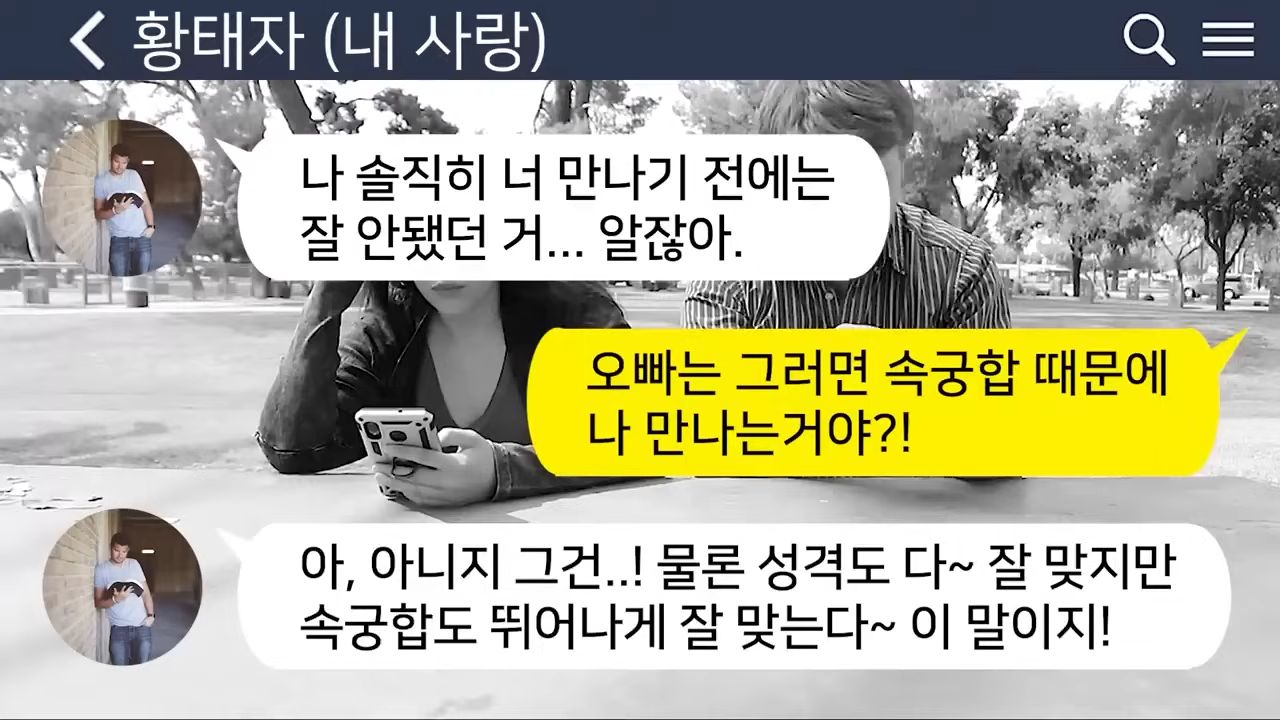 황태자 (내 사랑)
나 솔직히 너 만나기 전에는
잘 안됐던 거... 알잖아.
오빠는 그러면 속궁합 때문에
나 만나는거야?!
아, 아니지 그건..! 물론 성격도 다~ 잘 맞지만
속궁합도 뛰어나게 잘 맞는다~ 이 말이지!